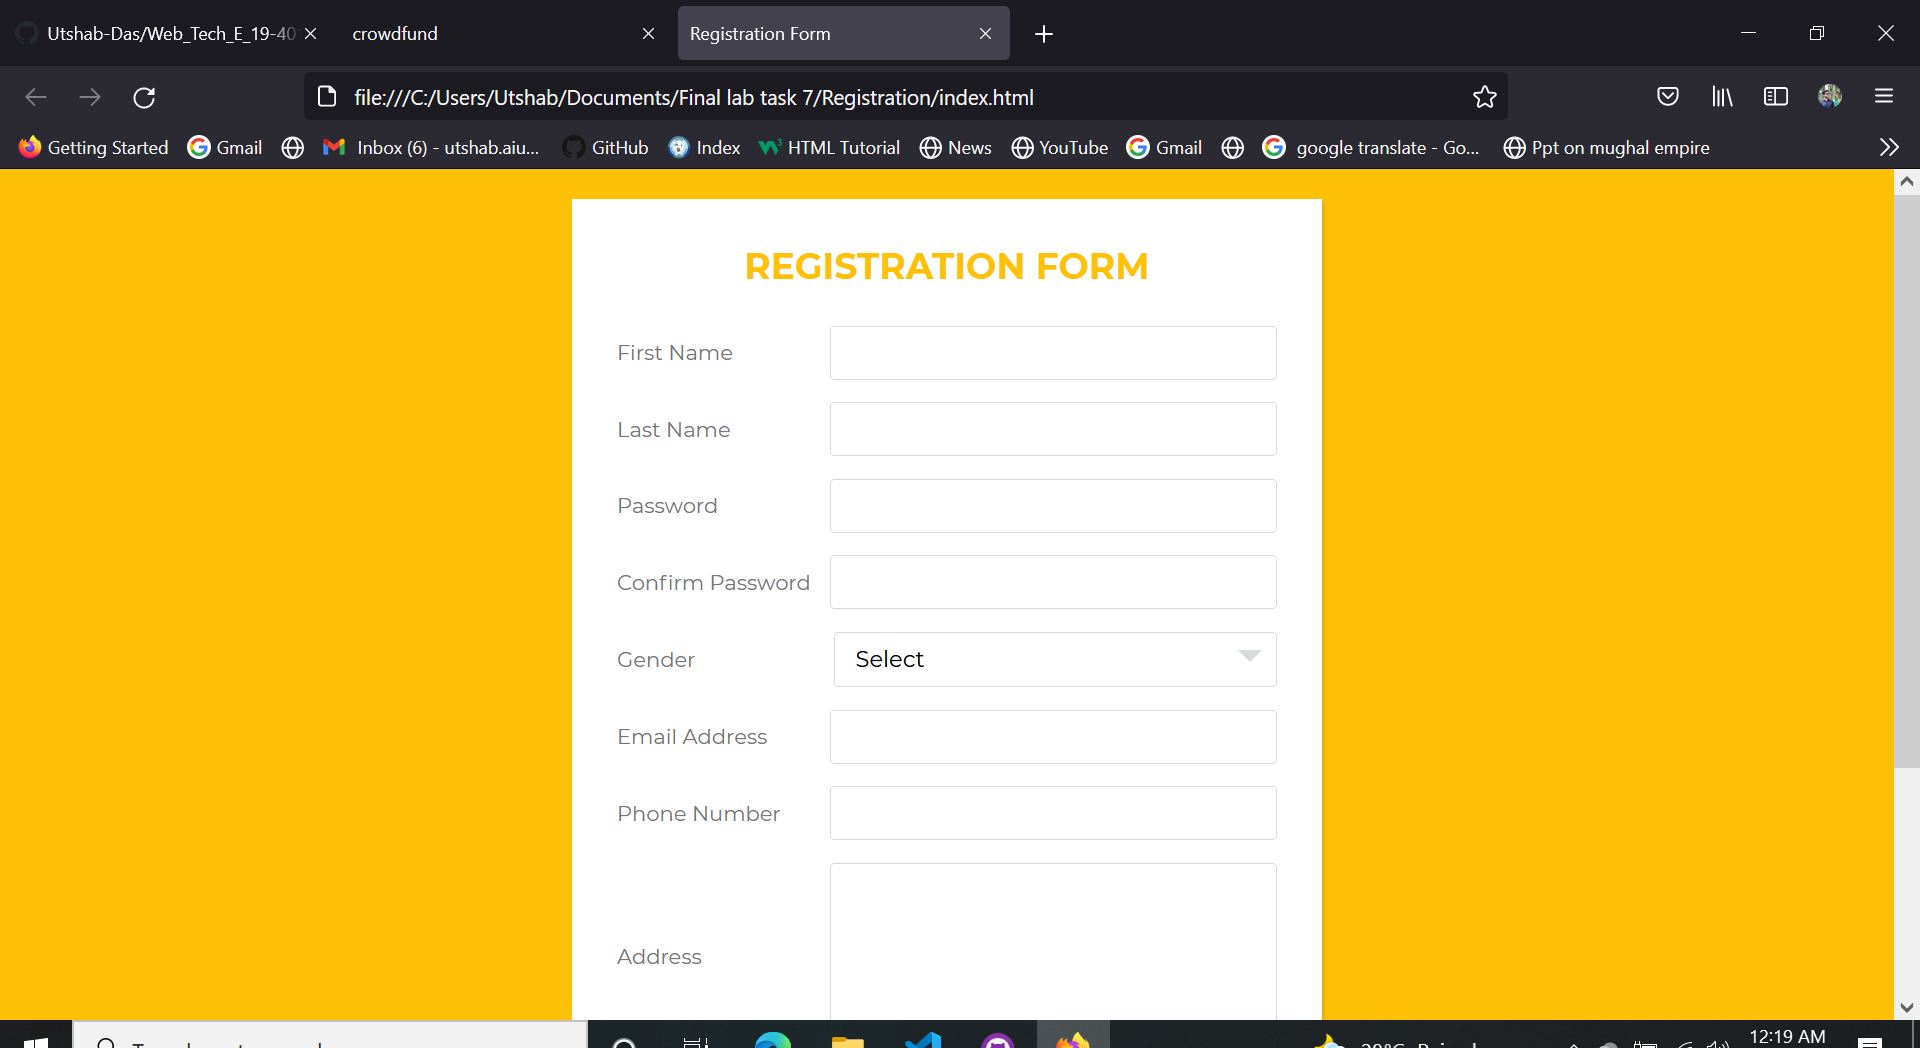 Utshab-Das/Web_Tech_E_19-40
crowdfund
Registration Form
file:///C:/Users/Utshab/Documents/Final lab task 7/Registration/index.html
Getting Started
Gmail
Inbox (6) - utshab.aiu...
GitHub
Index
HTML Tutorial
News
YouTube
Gmail
google translate - Go...
Ppt on mughal empire
REGISTRATION FORM
First Name
Last Name
Password
Confirm Password
Gender
Select
Email Address
Phone Number
Address
12:19 AM